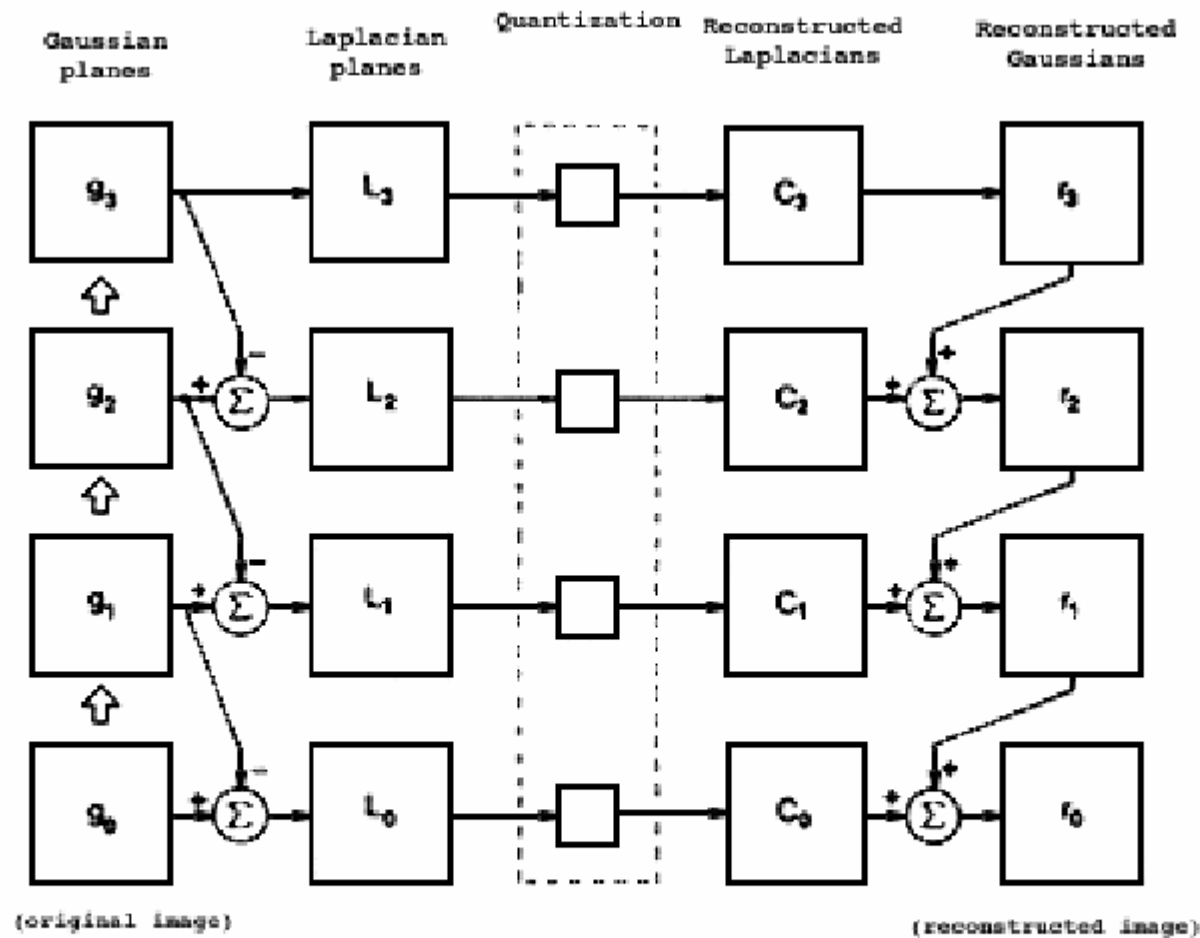 Gaussian
planes
Laplacian
planes
Quantization
Reconstructed
Laplacians
Reconstructed
Gaussians
g₃
L₃
C₃
r₃
−
+
g₂
+
Σ
L₂
C₂
+
Σ
r₂
−
+
g₁
+
Σ
L₁
C₁
+
Σ
r₁
−
+
g₀
+
Σ
L₀
C₀
+
Σ
r₀
(original image)
(reconstructed image)